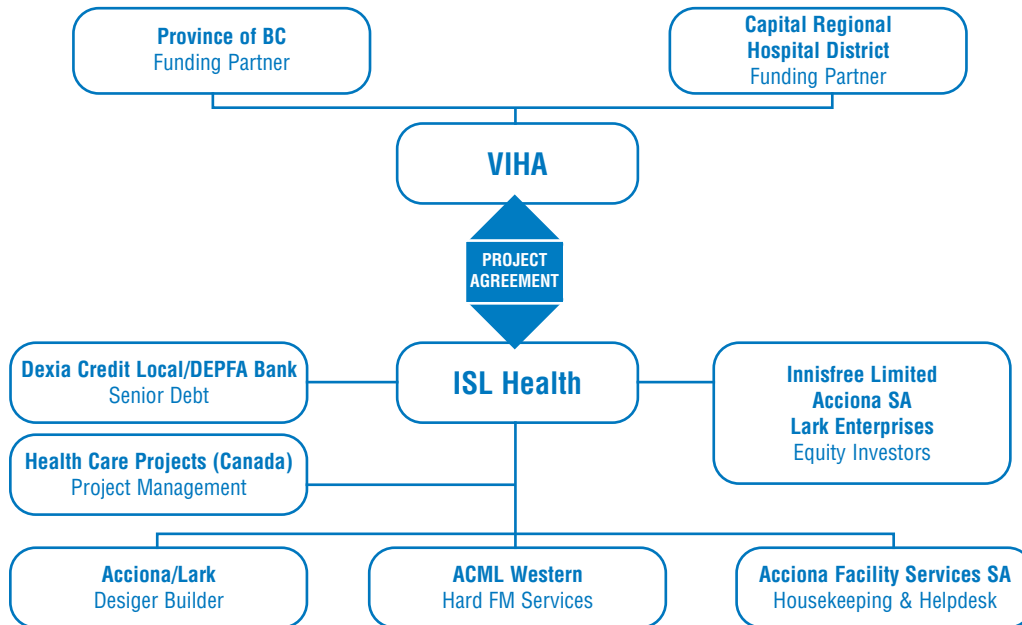 Province of BC
Funding Partner
Capital Regional
Hospital District
Funding Partner
VIHA
PROJECT
AGREEMENT
Dexia Credit Local/DEPFA Bank
Senior Debt
ISL Health
Innisfree Limited
Acciona SA
Lark Enterprises
Equity Investors
Health Care Projects (Canada)
Project Management
Acciona/Lark
Desiger Builder
ACML Western
Hard FM Services
Acciona Facility Services SA
Housekeeping & Helpdesk